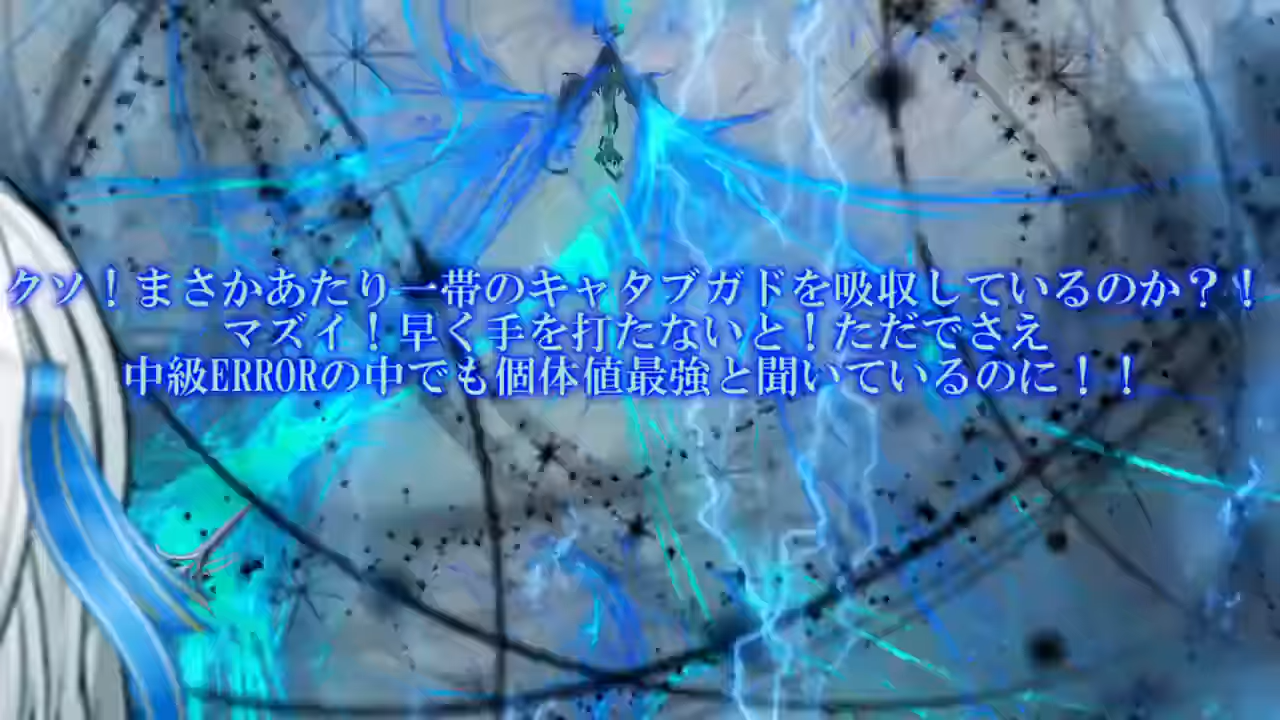 クソ！まさかあたり一帯のキャタブガドを吸収しているのか？！
マズイ！早く手を打たないと！ただでさえ
中級ERRORの中でも個体値最強と聞いているのに！！